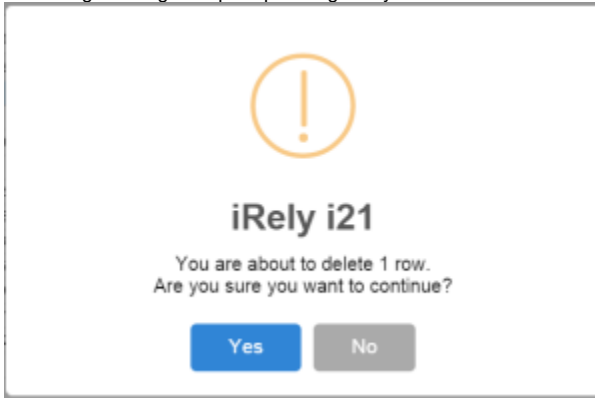 iRely i21
You are about to delete 1 row.
Are you sure you want to continue?
Yes
No